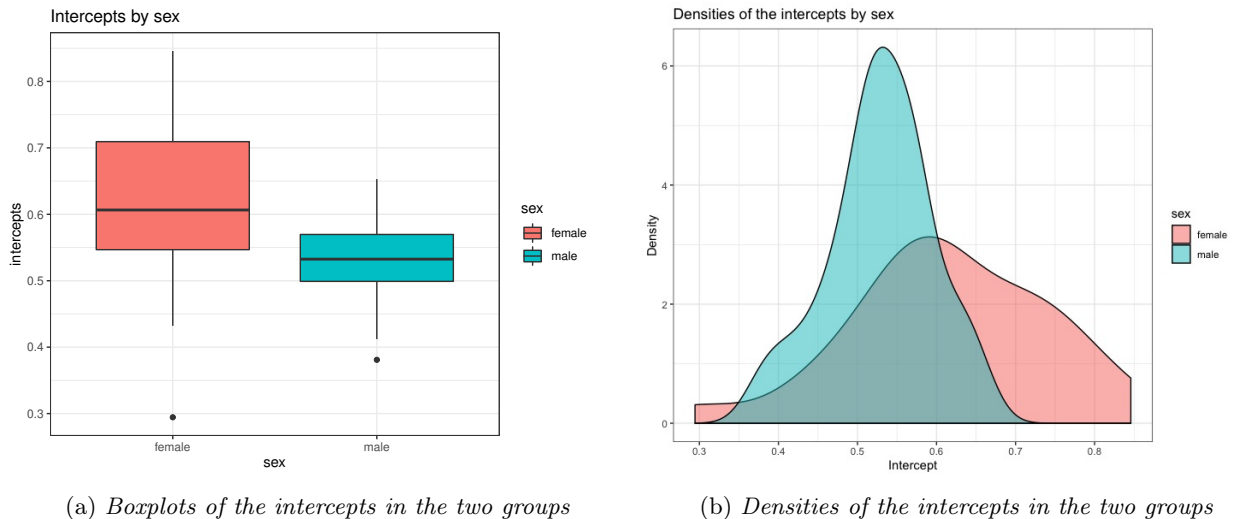 Intercepts by sex
intercepts
0.8
0.7
0.6
0.5
0.4
0.3
female
male
sex
sex
female
male
(a) Boxplots of the intercepts in the two groups
Densities of the intercepts by sex
Density
6
4
2
0
0.3 0.4 0.5 0.6 0.7 0.8
Intercept
sex
female
male
(b) Densities of the intercepts in the two groups